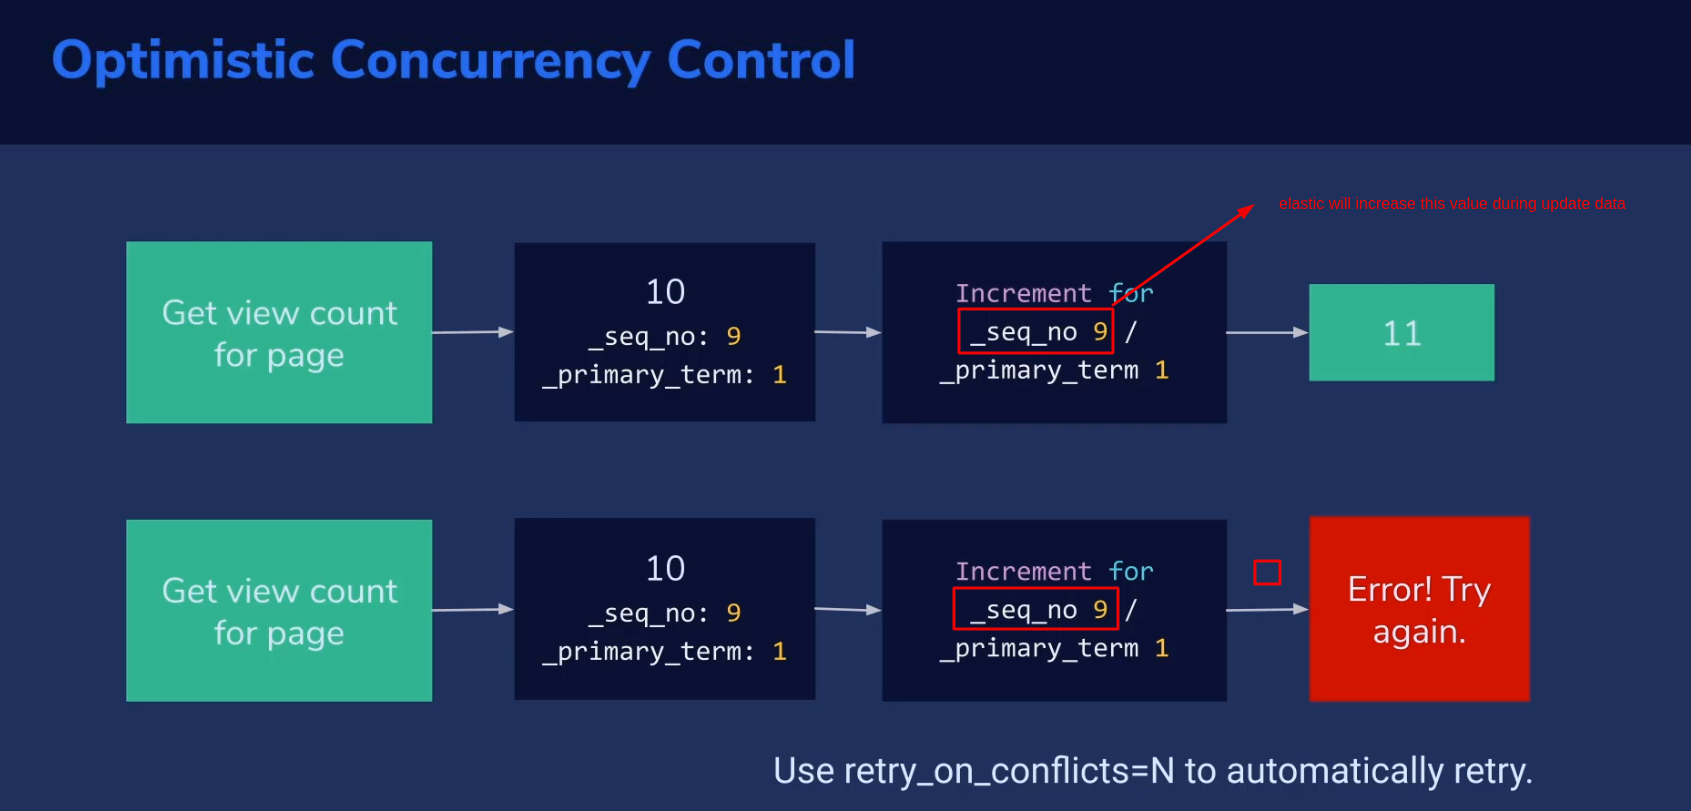 Optimistic Concurrency Control
elastic will increase this value during update data
Get view count
for page
10
_seq_no: 9
_primary_term: 1
Increment for
_seq_no 9 /
_primary_term 1
11
Get view count
for page
10
_seq_no: 9
_primary_term: 1
Increment for
_seq_no 9 /
_primary_term 1
Error! Try
again.
Use retry_on_conflicts=N to automatically retry.